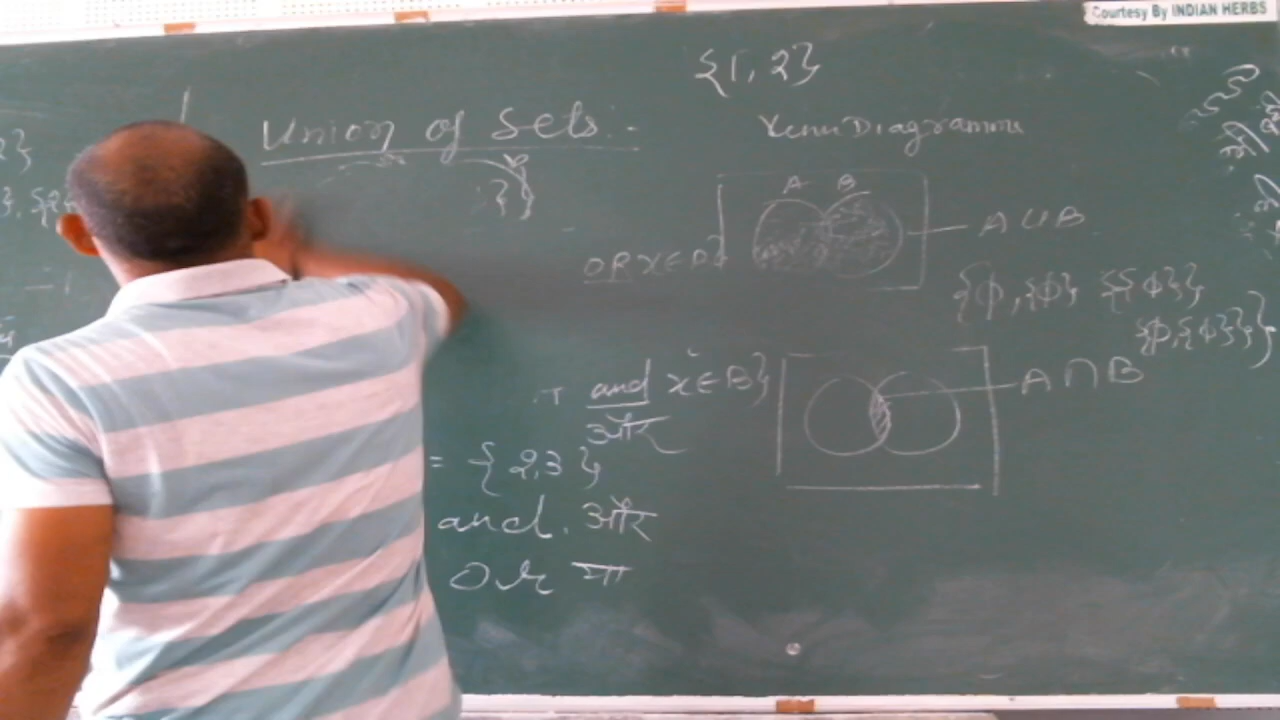 Courtesy By INDIAN HERBS
{1, 2}
2}
Union of Sets :-
Venn Diagramme
A B
OR x ∈ B}
A ∪ B
{ϕ, {ϕ} {{ϕ}}
{ϕ,{ϕ}}}
and x ∈ B}
और
A ∩ B
= {2,3}
and. और
or या